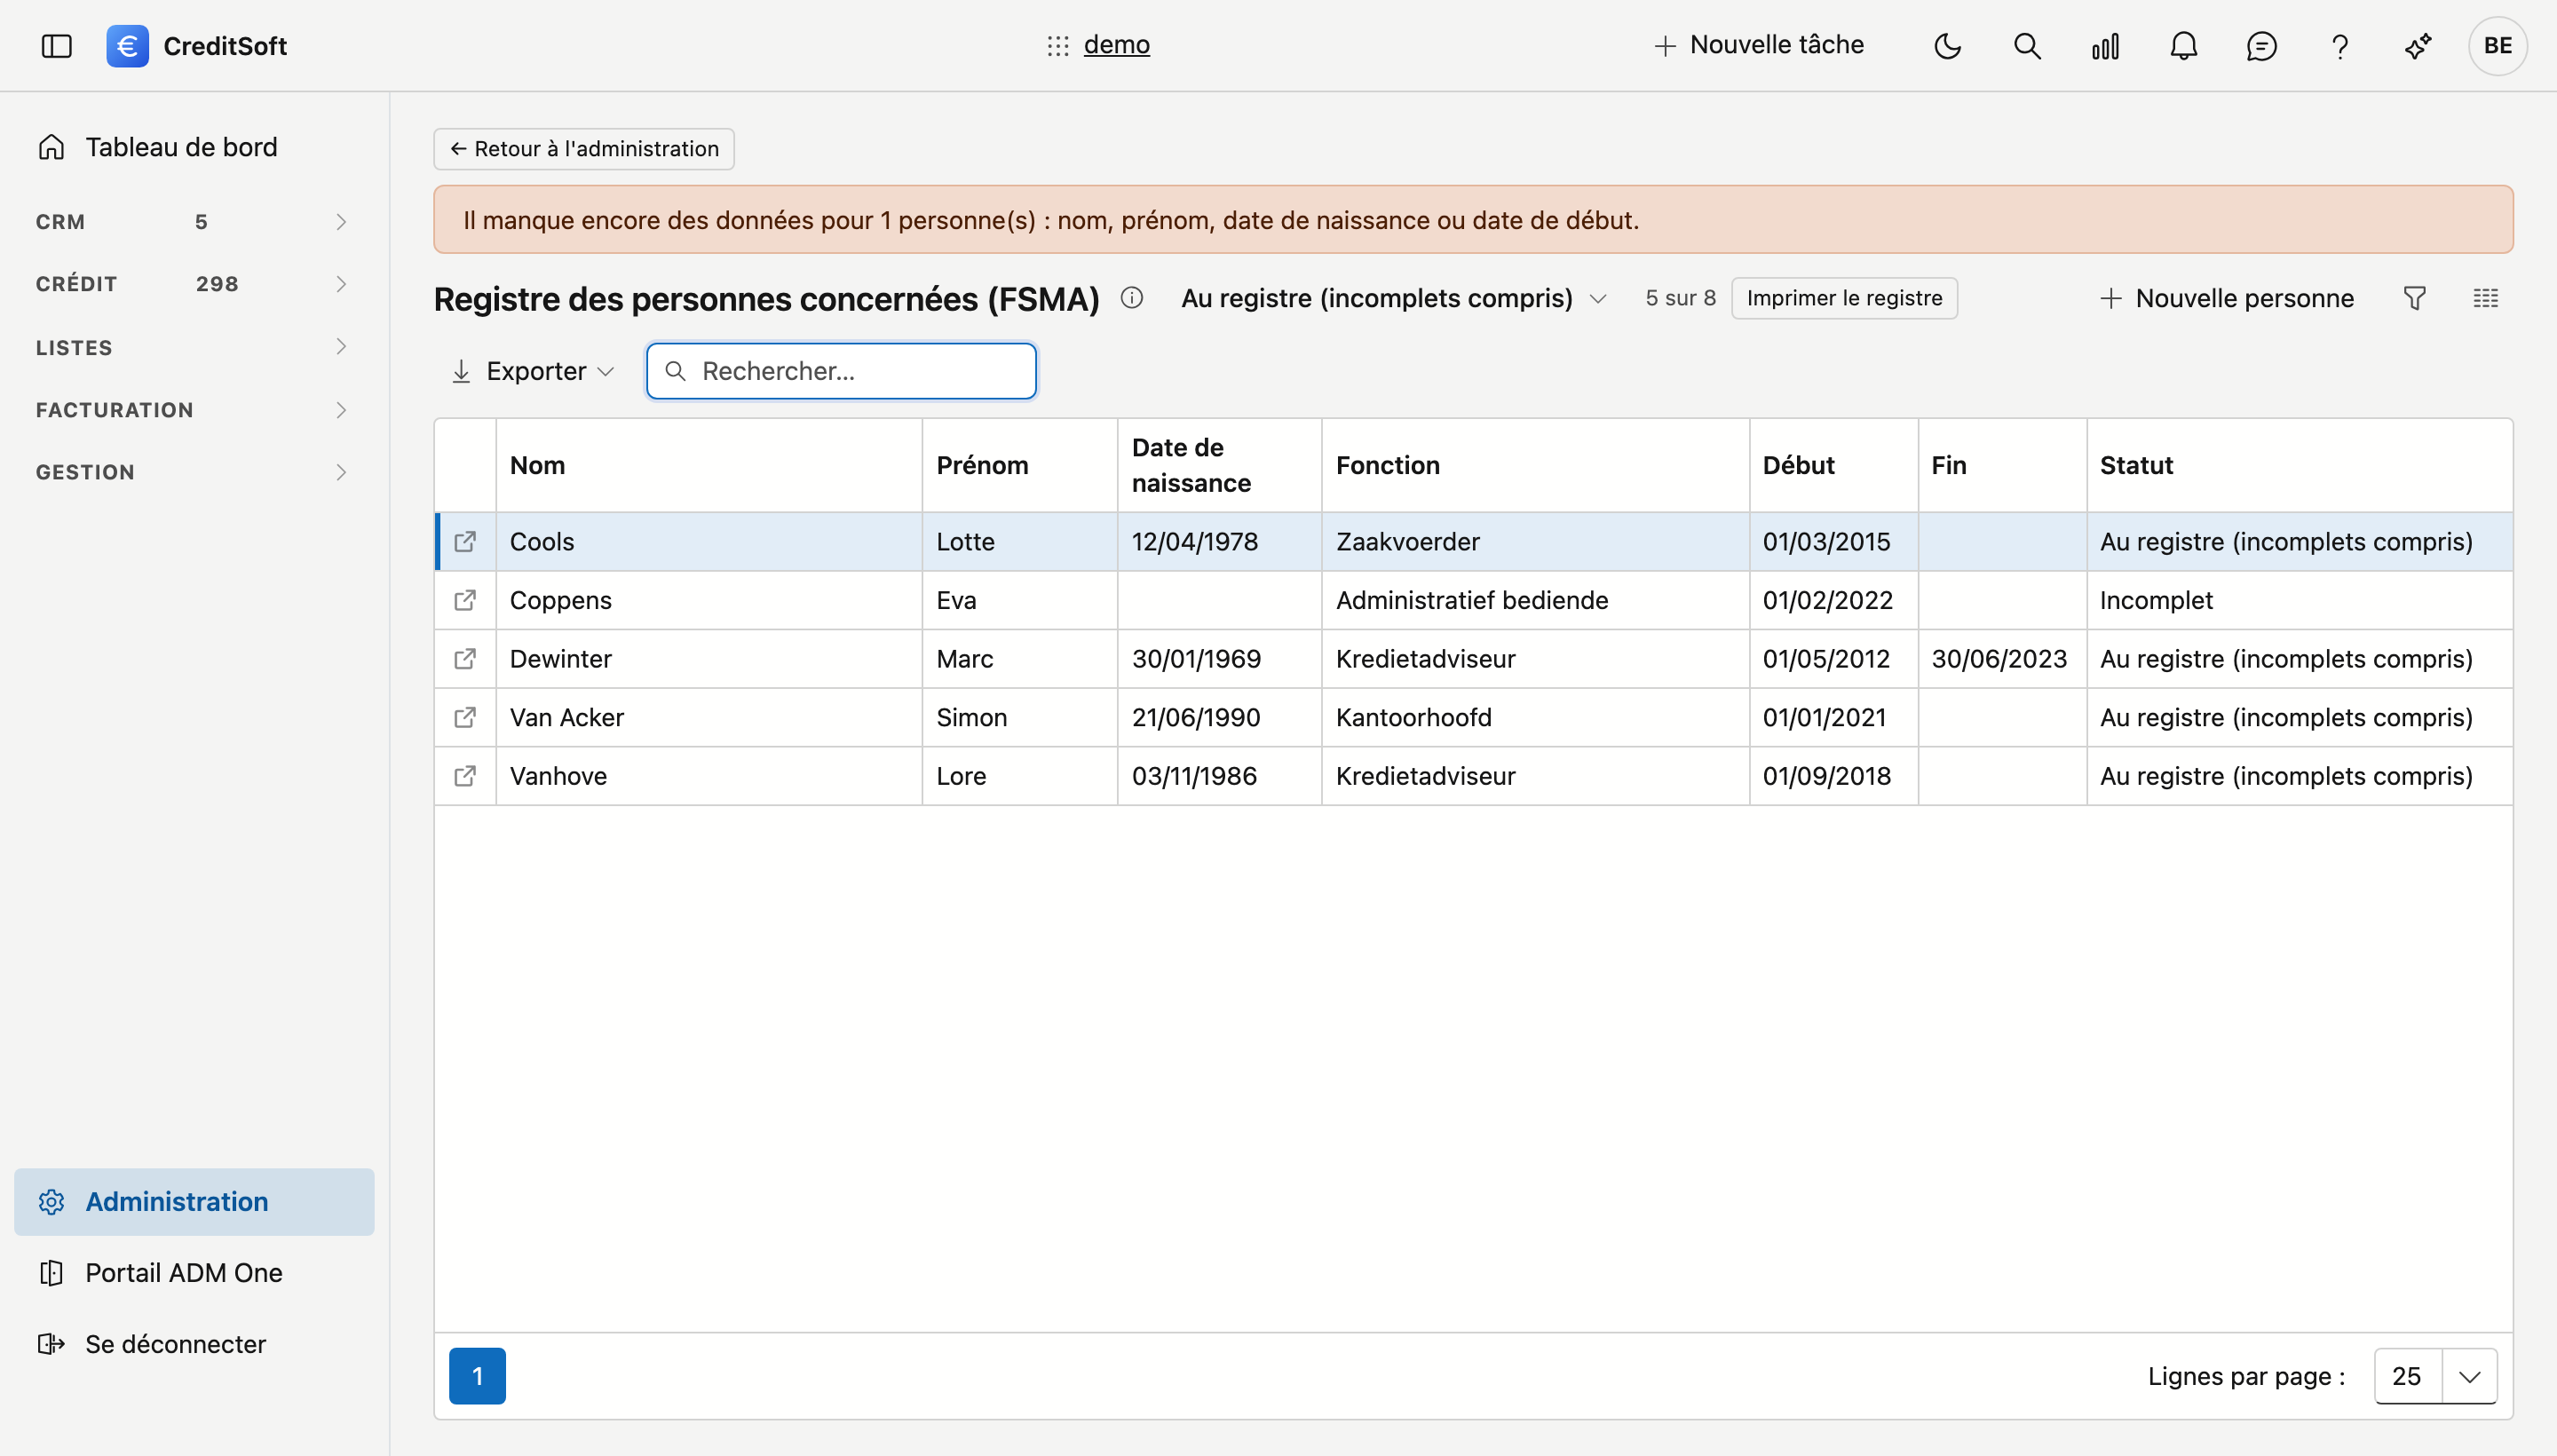 CreditSoft
demo
Nouvelle tâche
BE
Tableau de bord
CRM 5
CRÉDIT 298
LISTES
FACTURATION
GESTION
Administration
Portail ADM One
Se déconnecter
← Retour à l'administration
Il manque encore des données pour 1 personne(s) : nom, prénom, date de naissance ou date de début.
Registre des personnes concernées (FSMA) Au registre (incomplets compris) 5 sur 8 Imprimer le registre Nouvelle personne
Exporter Rechercher...
Nom Prénom Date de naissance Fonction Début Fin Statut
Cools Lotte 12/04/1978 Zaakvoerder 01/03/2015 Au registre (incomplets compris)
Coppens Eva Administratief bediende 01/02/2022 Incomplet
Dewinter Marc 30/01/1969 Kredietadviseur 01/05/2012 30/06/2023 Au registre (incomplets compris)
Van Acker Simon 21/06/1990 Kantoorhoofd 01/01/2021 Au registre (incomplets compris)
Vanhove Lore 03/11/1986 Kredietadviseur 01/09/2018 Au registre (incomplets compris)
1 Lignes par page : 25